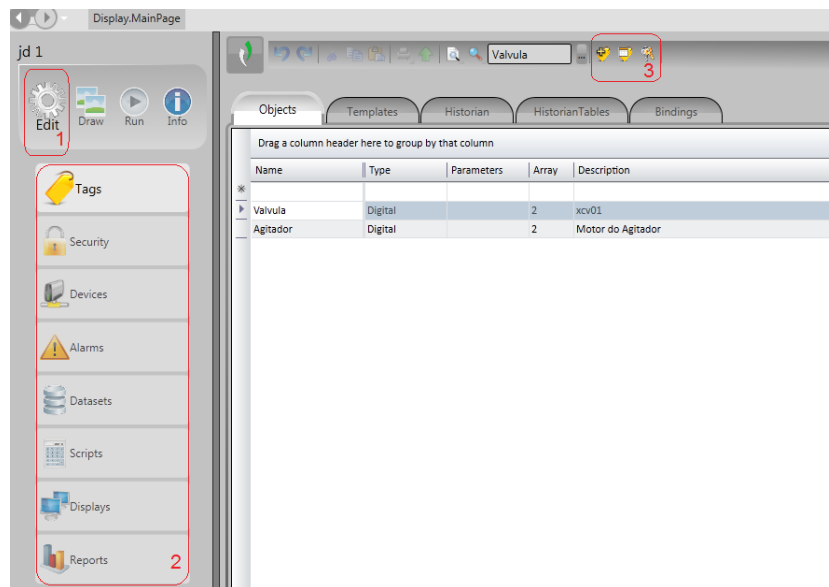 Display.MainPage
jd 1
Valvula ...
3
Edit Draw Run Info
1
Objects Templates Historian HistorianTables Bindings
Drag a column header here to group by that column
Name Type Parameters Array Description
Tags
Valvula Digital 2 xcv01
Agitador Digital 2 Motor do Agitador
Security
Devices
Alarms
Datasets
Scripts
Displays
Reports 2